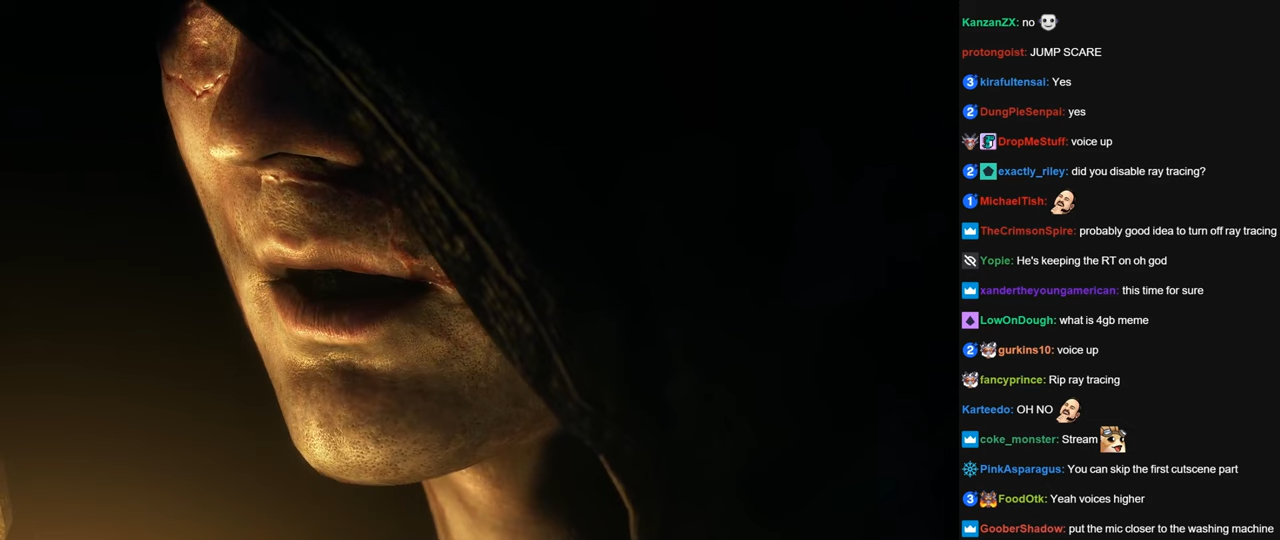 KanzanZX: no
protongoist: JUMP SCARE
kirafultensai: Yes
DungPieSenpai: yes
DropMeStuff: voice up
exactly_riley: did you disable ray tracing?
MichaelTish:
TheCrimsonSpire: probably good idea to turn off ray tracing
Yopie: He's keeping the RT on oh god
xandertheyoungamerican: this time for sure
LowOnDough: what is 4gb meme
gurkins10: voice up
fancyprince: Rip ray tracing
Karteedo: OH NO
coke_monster: Stream
PinkAsparagus: You can skip the first cutscene part
FoodOtk: Yeah voices higher
GooberShadow: put the mic closer to the washing machine